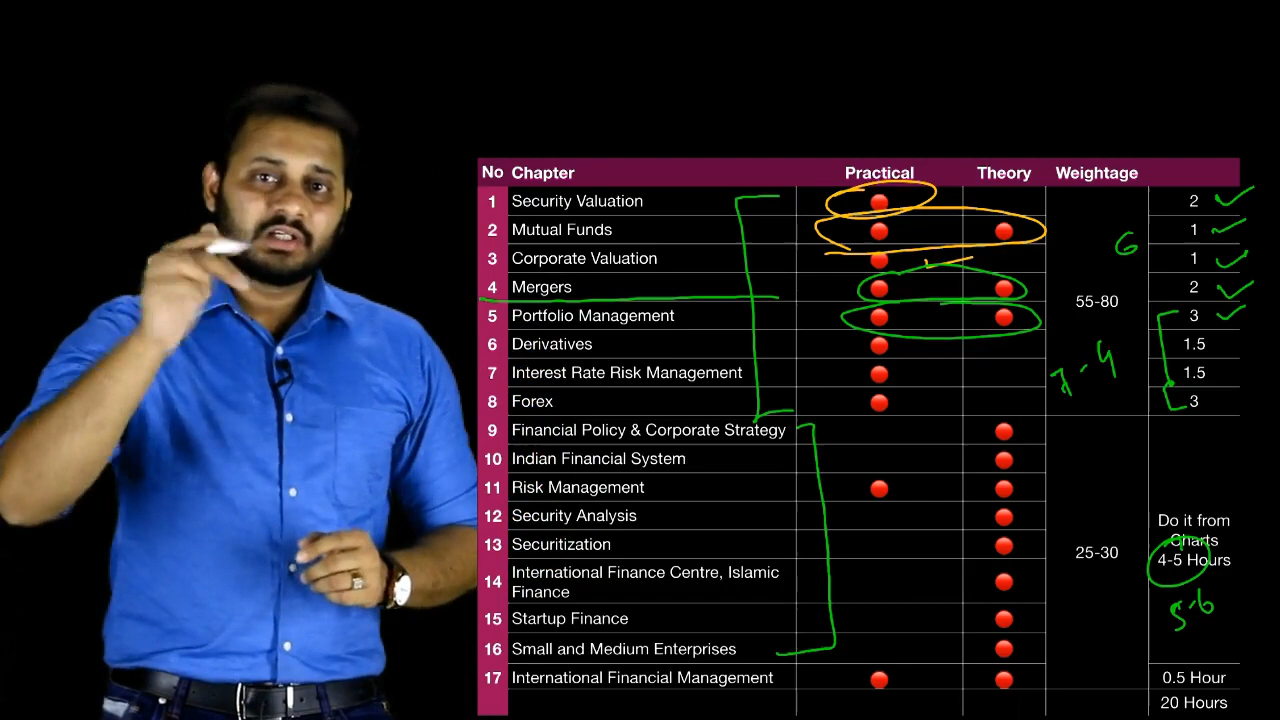 No Chapter Practical Theory Weightage
1 Security Valuation 2
2 Mutual Funds 1
6
3 Corporate Valuation 1
4 Mergers 2
55-80
5 Portfolio Management 3
6 Derivatives 1.5
7 Interest Rate Risk Management 1.5
8 Forex 3
9 Financial Policy & Corporate Strategy
10 Indian Financial System
11 Risk Management
12 Security Analysis
Do it from
13 Securitization
Charts
25-30
4-5 Hours
14 International Finance Centre, Islamic
Finance
5-6
15 Startup Finance
16 Small and Medium Enterprises
17 International Financial Management 0.5 Hour
20 Hours